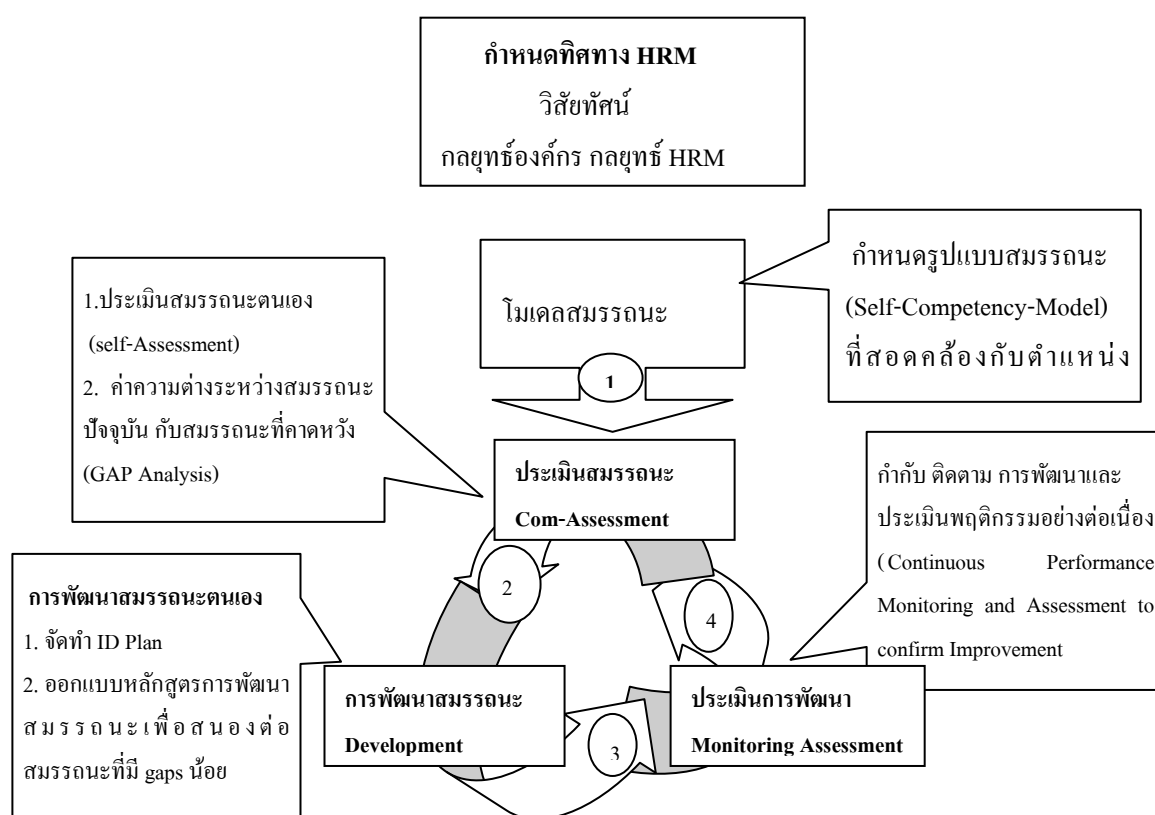 กำหนดทิศทาง HRM
วิสัยทัศน์
กลยุทธ์องค์กร กลยุทธ์ HRM
โมเดลสมรรถนะ
กำหนดรูปแบบสมรรถนะ
(Self-Competency-Model)
ที่สอดคล้องกับตำแหน่ง
1
1.ประเมินสมรรถนะตนเอง
(self-Assessment)
2. ค่าความต่างระหว่างสมรรถนะ
ปัจจุบัน กับสมรรถนะที่คาดหวัง
(GAP Analysis)
ประเมินสมรรถนะ
Com-Assessment
กำกับ ติดตาม การพัฒนาและ
ประเมินพฤติกรรมอย่างต่อเนื่อง
(Continuous Performance
Monitoring and Assessment to
confirm Improvement
2
4
การพัฒนาสมรรถนะตนเอง
1. จัดทำ ID Plan
2. ออกแบบหลักสูตรการพัฒนา
สมรรถนะเพื่อสนองต่อ
สมรรถนะที่มี gaps น้อย
การพัฒนาสมรรถนะ
Development
3
ประเมินการพัฒนา
Monitoring Assessment